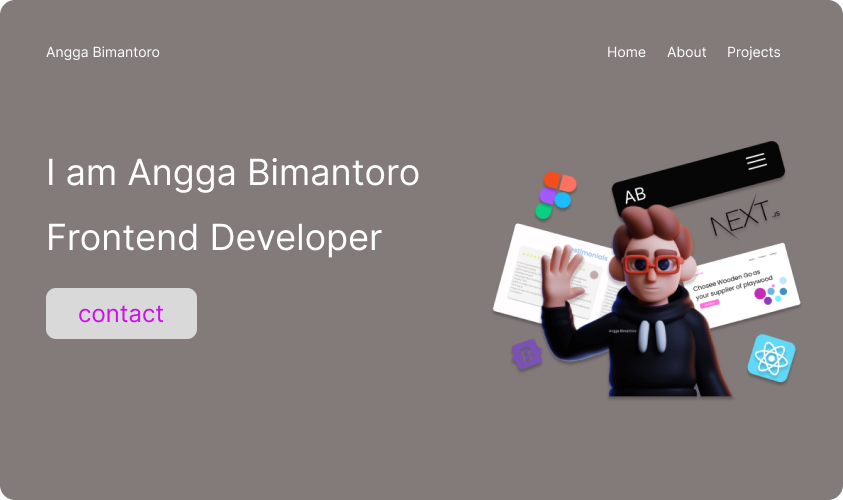 Angga Bimantoro
Home About Projects
I am Angga Bimantoro
Frontend Developer
contact
AB
NEXT.JS
Chosee Wooden Go as
your supplier of playwood
Angga Bimantoro